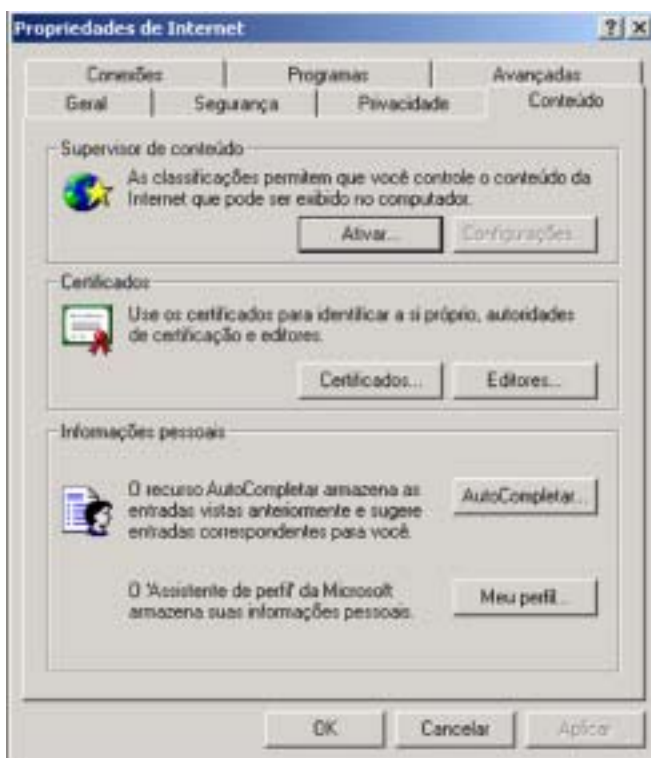 Propriedades de Internet
Conexões Programas Avançadas
Geral Segurança Privacidade Conteúdo
Supervisor de conteúdo
As classificações permitem que você controle o conteúdo da
Internet que pode ser exibido no computador.
Ativar... Configurações...
Certificados
Use os certificados para identificar a si próprio, autoridades
de certificação e editores.
Certificados... Editores...
Informações pessoais
O recurso AutoCompletar armazena as
entradas vistas anteriormente e sugere
entradas correspondentes para você.
AutoCompletar...
O 'Assistente de perfil' da Microsoft
armazena suas informações pessoais.
Meu perfil...
OK Cancelar Aplicar